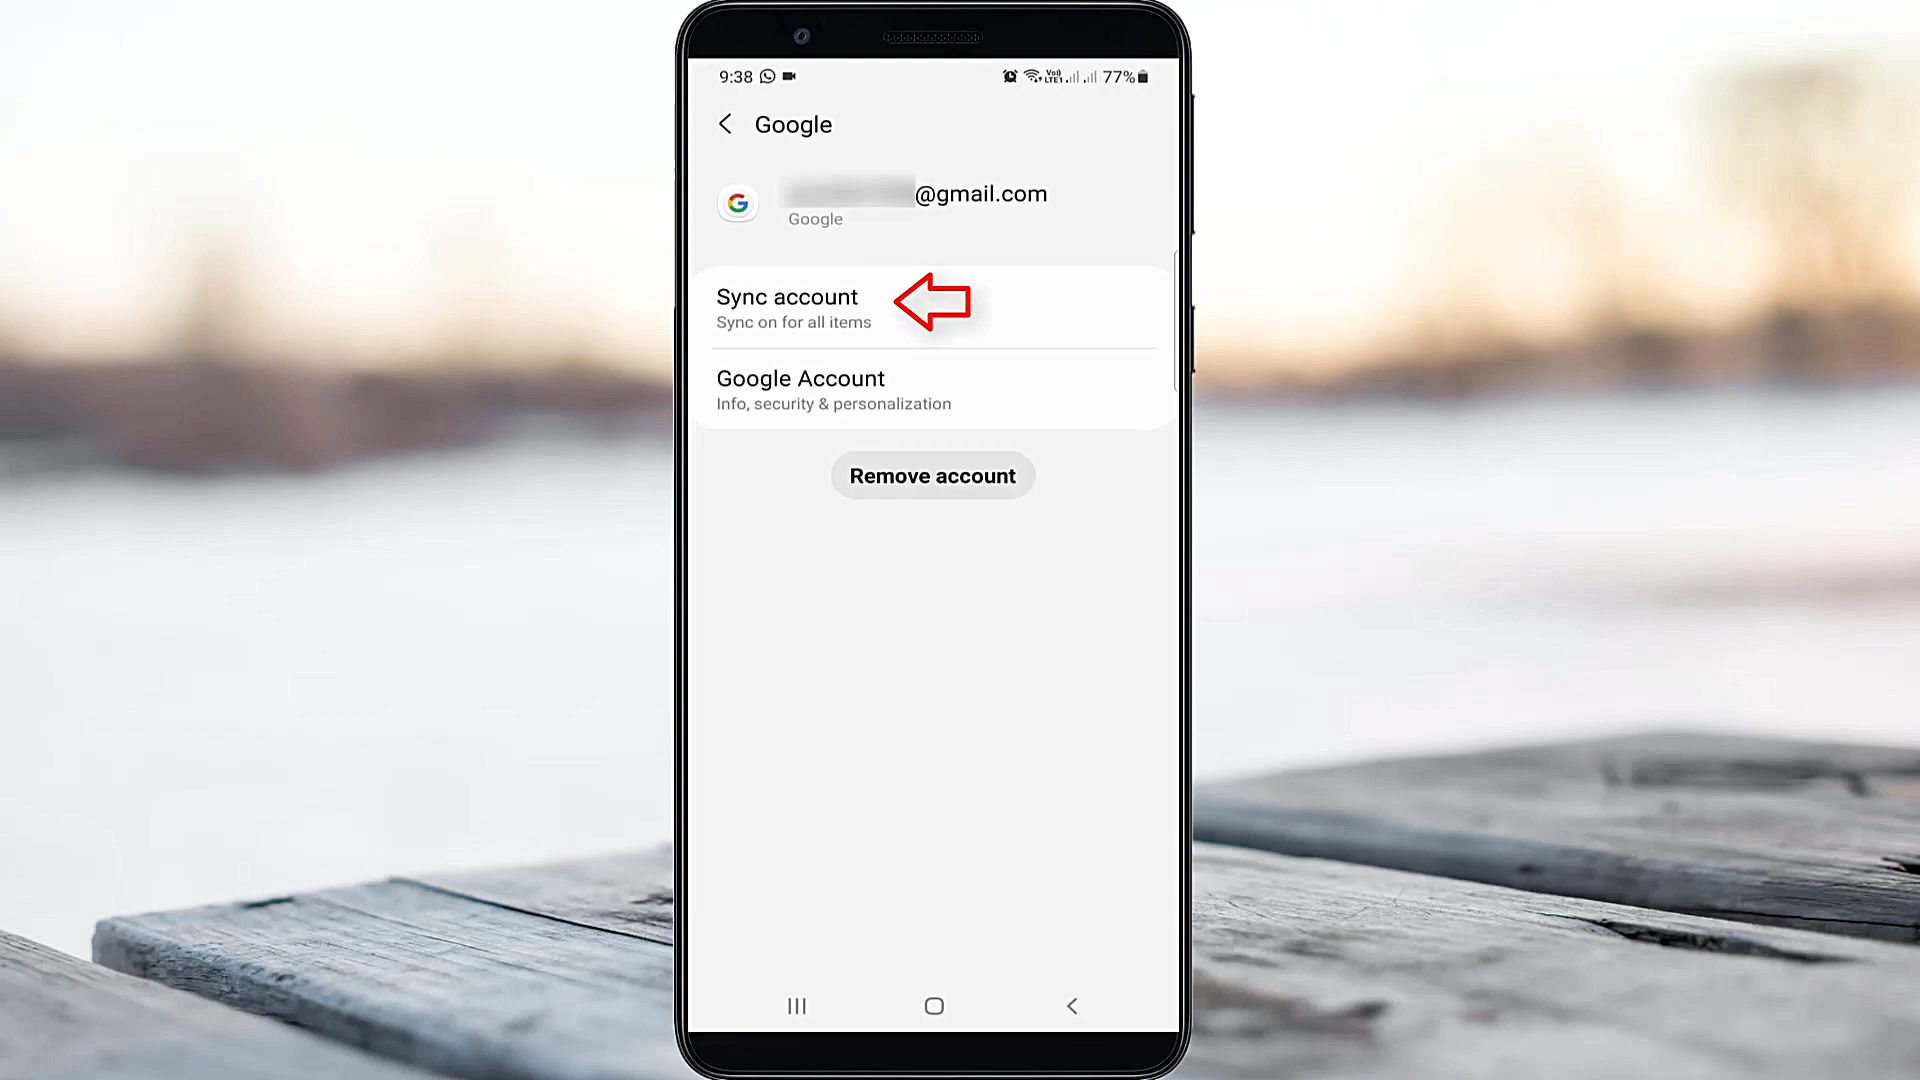 9:38 77%
Google
@gmail.com
Google
Sync account
Sync on for all items
Google Account
Info, security & personalization
Remove account